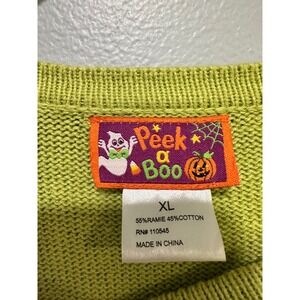 Peek
a
Boo
XL
55%RAMIE 45%COTTON
RN# 110545
MADE IN CHINA